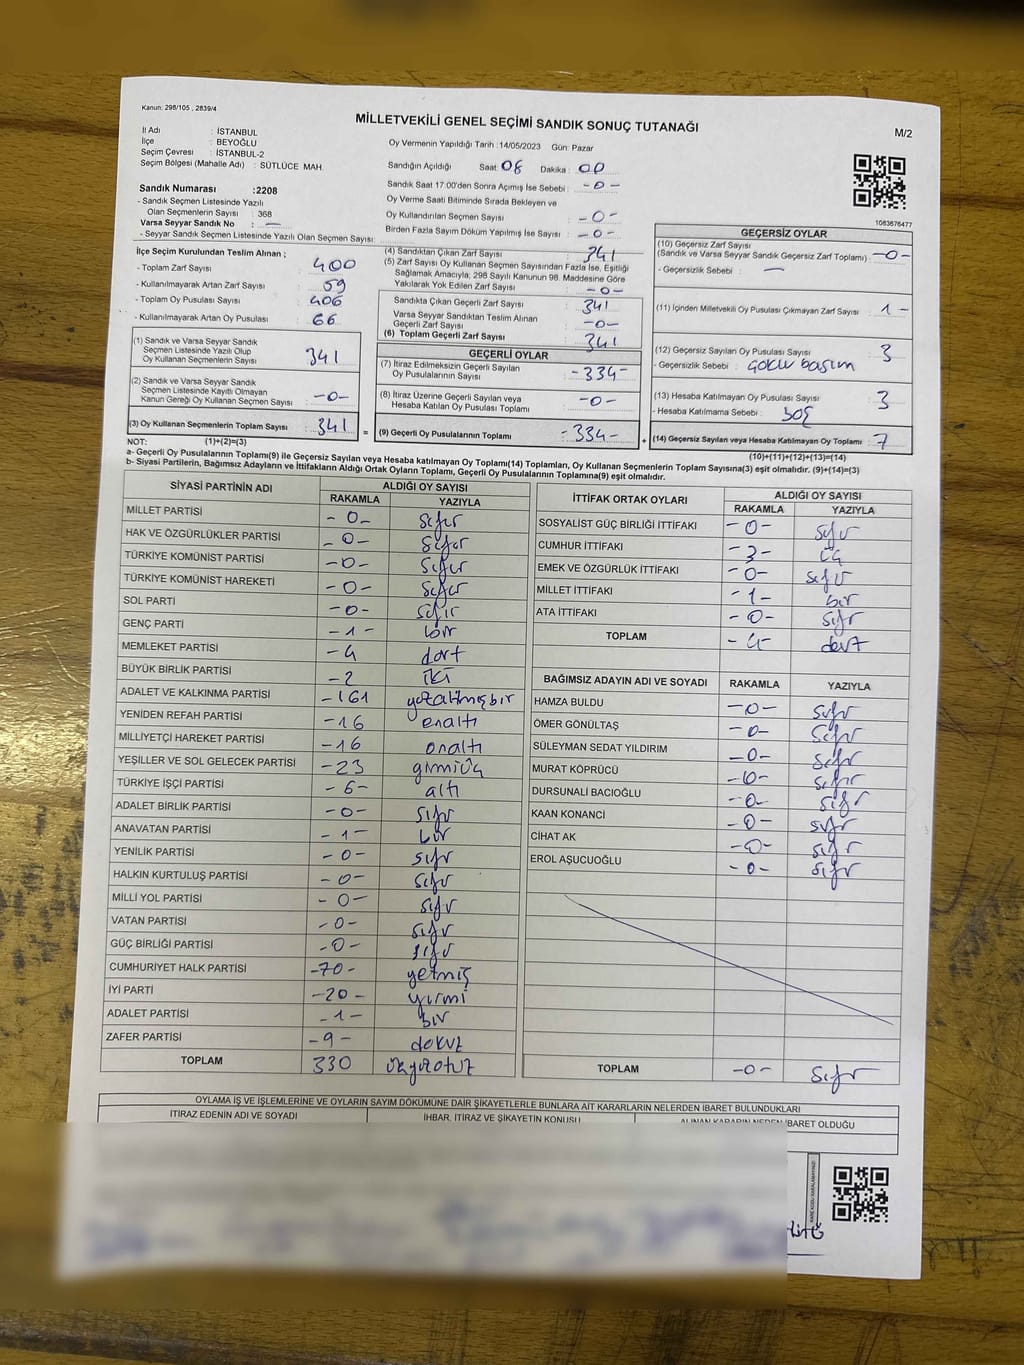 Kanun: 298/105 , 2839/4
MİLLETVEKİLİ GENEL SEÇİMİ SANDIK SONUÇ TUTANAĞI
M/2
İl Adı : İSTANBUL
İlçe : BEYOĞLU
Seçim Çevresi : İSTANBUL-2
Seçim Bölgesi (Mahalle Adı) : SÜTLÜCE MAH.
Sandık Numarası :2208
- Sandık Seçmen Listesinde Yazılı
Olan Seçmenlerin Sayısı : 368
Varsa Seyyar Sandık No : —
- Seyyar Sandık Seçmen Listesinde Yazılı Olan Seçmen Sayısı:
Oy Vermenin Yapıldığı Tarih : 14/05/2023 Gün: Pazar
Sandığın Açıldığı Saat: 08 Dakika : 00
Sandık Saat 17:00'den Sonra Açımış İse Sebebi : -0-
Oy Verme Saati Bitiminde Sırada Bekleyen ve
Oy Kullandırılan Seçmen Sayısı : -0-
Birden Fazla Sayım Döküm Yapılmış İse Sayısı : -0-
1083676477
İlçe Seçim Kurulundan Teslim Alınan ;
- Toplam Zarf Sayısı : 400
- Kullanılmayarak Artan Zarf Sayısı : 59
- Toplam Oy Pusulası Sayısı : 406
- Kullanılmayarak Artan Oy Pusulası : 66
(1) Sandık ve Varsa Seyyar Sandık
Seçmen Listesinde Yazılı Olup
Oy Kullanan Seçmenlerin Sayısı : 341
(2) Sandık ve Varsa Seyyar Sandık
Seçmen Listesinde Kayıtlı Olmayan
Kanun Gereği Oy Kullanan Seçmen Sayısı : -0-
(3) Oy Kullanan Seçmenlerin Toplam Sayısı : 341
(4) Sandıktan Çıkan Zarf Sayısı : 341
(5) Zarf Sayısı Oy Kullanan Seçmen Sayısından Fazla İse, Eşitliği
Sağlamak Amacıyla; 298 Sayılı Kanunun 98. Maddesine Göre
Yakılarak Yok Edilen Zarf Sayısı : -0-
Sandıkta Çıkan Geçerli Zarf Sayısı : 341
Varsa Seyyar Sandıktan Teslim Alınan
Geçerli Zarf Sayısı : -0-
(6) Toplam Geçerli Zarf Sayısı : 341
GEÇERLİ OYLAR
(7) İtiraz Edilmeksizin Geçerli Sayılan
Oy Pusulalarının Sayısı : -334-
(8) İtiraz Üzerine Geçerli Sayılan veya
Hesaba Katılan Oy Pusulası Toplamı : -0-
= (9) Geçerli Oy Pusulalarının Toplamı : -334-
GEÇERSİZ OYLAR
(10) Geçersiz Zarf Sayısı
(Sandık ve Varsa Seyyar Sandık Geçersiz Zarf Toplamı) : -0-
- Geçersizlik Sebebi : —
(11) İçinden Milletvekili Oy Pusulası Çıkmayan Zarf Sayısı : 1 -
(12) Geçersiz Sayılan Oy Pusulası Sayısı : 3
- Geçersizlik Sebebi : çoklu basım
(13) Hesaba Katılmayan Oy Pusulası Sayısı : 3
- Hesaba Katılmama Sebebi : boş
+ (14) Geçersiz Sayılan veya Hesaba Katılmayan Oy Toplamı : 7
NOT: (1)+(2)=(3)
(10)+(11)+(12)+(13)=(14)
a- Geçerli Oy Pusulalarının Toplamı(9) ile Geçersiz Sayılan veya Hesaba katılmayan Oy Toplamı(14) Toplamları, Oy Kullanan Seçmenlerin Toplam Sayısına(3) eşit olmalıdır. (9)+(14)=(3)
b- Siyasi Partilerin, Bağımsız Adayların ve İttifakların Aldığı Ortak Oyların Toplamı, Geçerli Oy Pusulalarının Toplamına(9) eşit olmalıdır.
SİYASİ PARTİNİN ADI ALDIĞI OY SAYISI
RAKAMLA YAZIYLA
MİLLET PARTİSİ -0- sıfır
HAK VE ÖZGÜRLÜKLER PARTİSİ -0- sıfır
TÜRKİYE KOMÜNİST PARTİSİ -0- sıfır
TÜRKİYE KOMÜNİST HAREKETİ -0- sıfır
SOL PARTİ -0- sıfır
GENÇ PARTİ -1- bir
MEMLEKET PARTİSİ -4 dört
BÜYÜK BİRLİK PARTİSİ -2 iki
ADALET VE KALKINMA PARTİSİ -161 yüzaltmışbir
YENİDEN REFAH PARTİSİ -16 onaltı
MİLLİYETÇİ HAREKET PARTİSİ -16 onaltı
YEŞİLLER VE SOL GELECEK PARTİSİ -23 yirmiüç
TÜRKİYE İŞÇİ PARTİSİ -6- altı
ADALET BİRLİK PARTİSİ -0- sıfır
ANAVATAN PARTİSİ -1- bir
YENİLİK PARTİSİ -0- sıfır
HALKIN KURTULUŞ PARTİSİ -0- sıfır
MİLLİ YOL PARTİSİ -0- sıfır
VATAN PARTİSİ -0- sıfır
GÜÇ BİRLİĞİ PARTİSİ -0- sıfır
CUMHURİYET HALK PARTİSİ -70- yetmiş
İYİ PARTİ -20- yirmi
ADALET PARTİSİ -1- bir
ZAFER PARTİSİ -9- dokuz
TOPLAM 330 üçyüzotuz
İTTİFAK ORTAK OYLARI ALDIĞI OY SAYISI
RAKAMLA YAZIYLA
SOSYALİST GÜÇ BİRLİĞİ İTTİFAKI -0- sıfır
CUMHUR İTTİFAKI -3- üç
EMEK VE ÖZGÜRLÜK İTTİFAKI -0- sıfır
MİLLET İTTİFAKI -1- bir
ATA İTTİFAKI -0- sıfır
TOPLAM -4- dört
BAĞIMSIZ ADAYIN ADI VE SOYADI RAKAMLA YAZIYLA
HAMZA BULDU -0- sıfır
ÖMER GÖNÜLTAŞ -0- sıfır
SÜLEYMAN SEDAT YILDIRIM -0- sıfır
MURAT KÖPRÜCÜ -0- sıfır
DURSUNALİ BACIOĞLU -0- sıfır
KAAN KONANCİ -0- sıfır
CİHAT AK -0- sıfır
EROL AŞUCUOĞLU -0- sıfır
TOPLAM -0- sıfır
OYLAMA İŞ VE İŞLEMLERİNE VE OYLARIN SAYIM DÖKÜMÜNE DAİR ŞİKAYETLERLE BUNLARA AİT KARARLARIN NELERDEN İBARET BULUNDUKLARI
İTİRAZ EDENİN ADI VE SOYADI İHBAR, İTİRAZ VE ŞİKAYETİN KONUSU ALINAN KARARIN NEDEN İBARET OLDUĞU